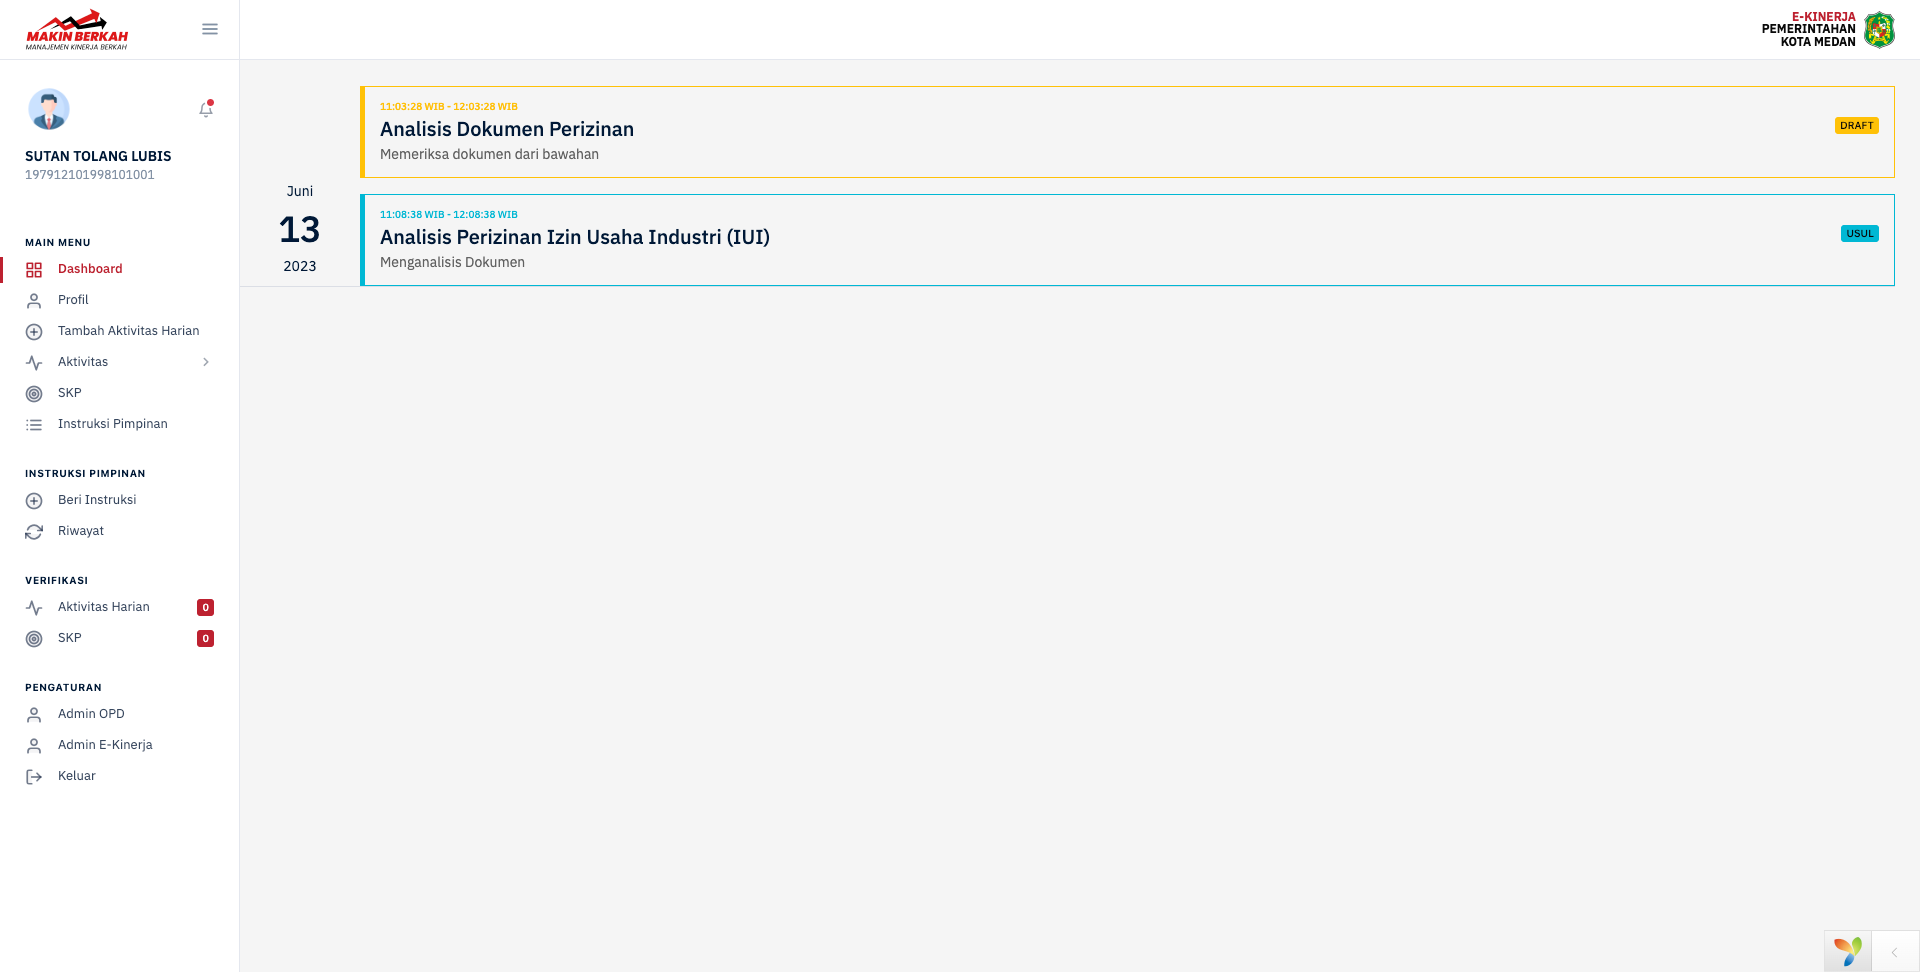 MAKIN BERKAH
MANAJEMEN KINERJA BERKAH
E-KINERJA
PEMERINTAHAN
KOTA MEDAN
SUTAN TOLANG LUBIS
197912101998101001
MAIN MENU
Dashboard
Profil
Tambah Aktivitas Harian
Aktivitas
SKP
Instruksi Pimpinan
INSTRUKSI PIMPINAN
Beri Instruksi
Riwayat
VERIFIKASI
Aktivitas Harian 0
SKP 0
PENGATURAN
Admin OPD
Admin E-Kinerja
Keluar
Juni
13
2023
11:03:28 WIB - 12:03:28 WIB
Analisis Dokumen Perizinan
Memeriksa dokumen dari bawahan
DRAFT
11:08:38 WIB - 12:08:38 WIB
Analisis Perizinan Izin Usaha Industri (IUI)
Menganalisis Dokumen
USUL